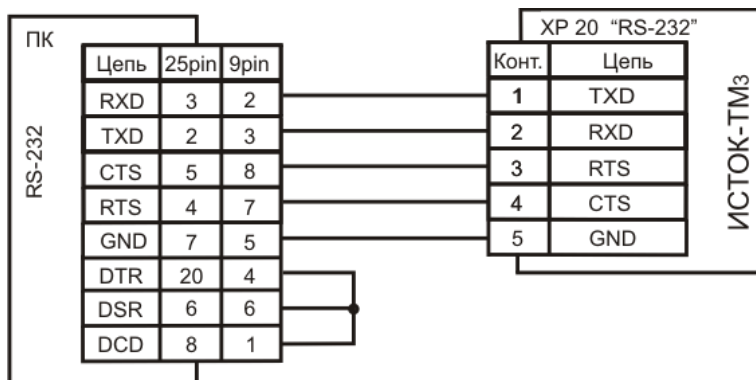 ПК
RS-232
Цепь 25pin 9pin
RXD 3 2
TXD 2 3
CTS 5 8
RTS 4 7
GND 7 5
DTR 20 4
DSR 6 6
DCD 8 1
XP 20 “RS-232”
Конт. Цепь
1 TXD
2 RXD
3 RTS
4 CTS
5 GND
ИСТОК-ТМ3